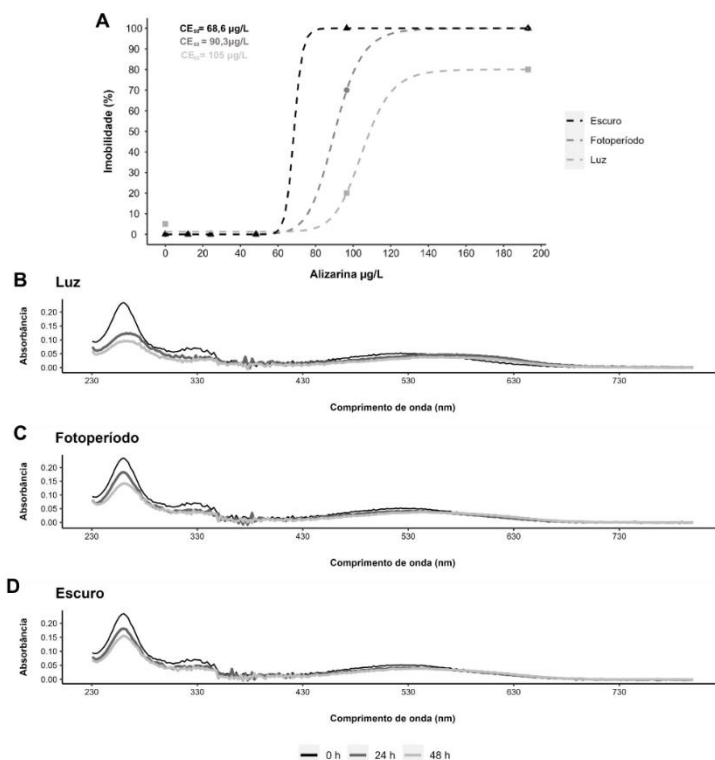 A
CE₅₀= 68,6 µg/L
CE₅₀ = 90,3µg/L
CE₅₀ = 105 µg/L
Imobilidade (%)
100
90
80
70
60
50
40
30
20
10
0
0 20 40 60 80 100 120 140 160 180 200
Alizarina µg/L
Escuro
Fotoperíodo
Luz
B
Luz
Absorbância
0.20
0.15
0.10
0.05
0.00
230 330 430 530 630 730
Comprimento de onda (nm)
C
Fotoperíodo
Absorbância
0.20
0.15
0.10
0.05
0.00
230 330 430 530 630 730
Comprimento de onda (nm)
D
Escuro
Absorbância
0.20
0.15
0.10
0.05
0.00
230 330 430 530 630 730
Comprimento de onda (nm)
0 h 24 h 48 h